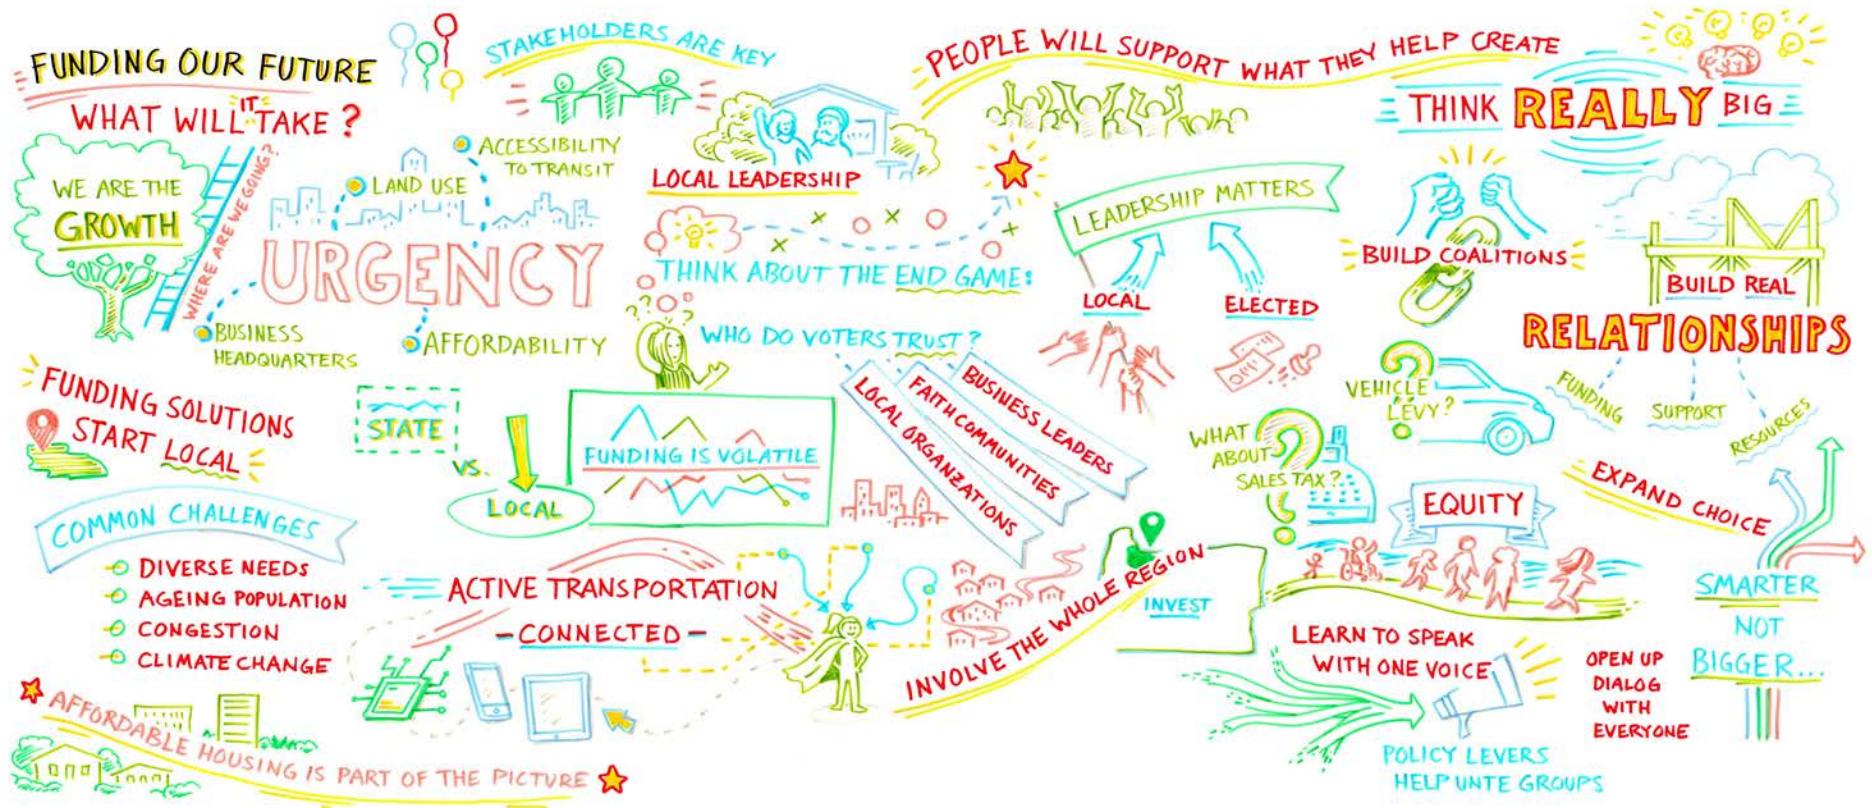 FUNDING OUR FUTURE
WHAT WILL IT TAKE?
WE ARE THE
GROWTH
WHERE ARE WE GOING?
STAKEHOLDERS ARE KEY
ACCESSIBILITY
TO TRANSIT
LAND USE
URGENCY
BUSINESS
HEADQUARTERS
AFFORDABILITY
LOCAL LEADERSHIP
THINK ABOUT THE END GAME:
WHO DO VOTERS TRUST?
LOCAL ORGANZATIONS
FAITH COMMUNITIES
BUSINESS LEADERS
PEOPLE WILL SUPPORT WHAT THEY HELP CREATE
LEADERSHIP MATTERS
LOCAL
ELECTED
THINK REALLY BIG
BUILD COALITIONS
BUILD REAL
RELATIONSHIPS
FUNDING
SUPPORT
RESOURCES
FUNDING SOLUTIONS
START LOCAL
STATE
VS.
LOCAL
FUNDING IS VOLATILE
COMMON CHALLENGES
DIVERSE NEEDS
AGEING POPULATION
CONGESTION
CLIMATE CHANGE
AFFORDABLE HOUSING IS PART OF THE PICTURE
ACTIVE TRANSPORTATION
- CONNECTED -
INVOLVE THE WHOLE REGION
INVEST
WHAT
ABOUT
SALES TAX?
VEHICLE
LEVY?
EQUITY
EXPAND CHOICE
SMARTER
NOT
BIGGER...
LEARN TO SPEAK
WITH ONE VOICE
OPEN UP
DIALOG
WITH
EVERYONE
POLICY LEVERS
HELP UNTE GROUPS